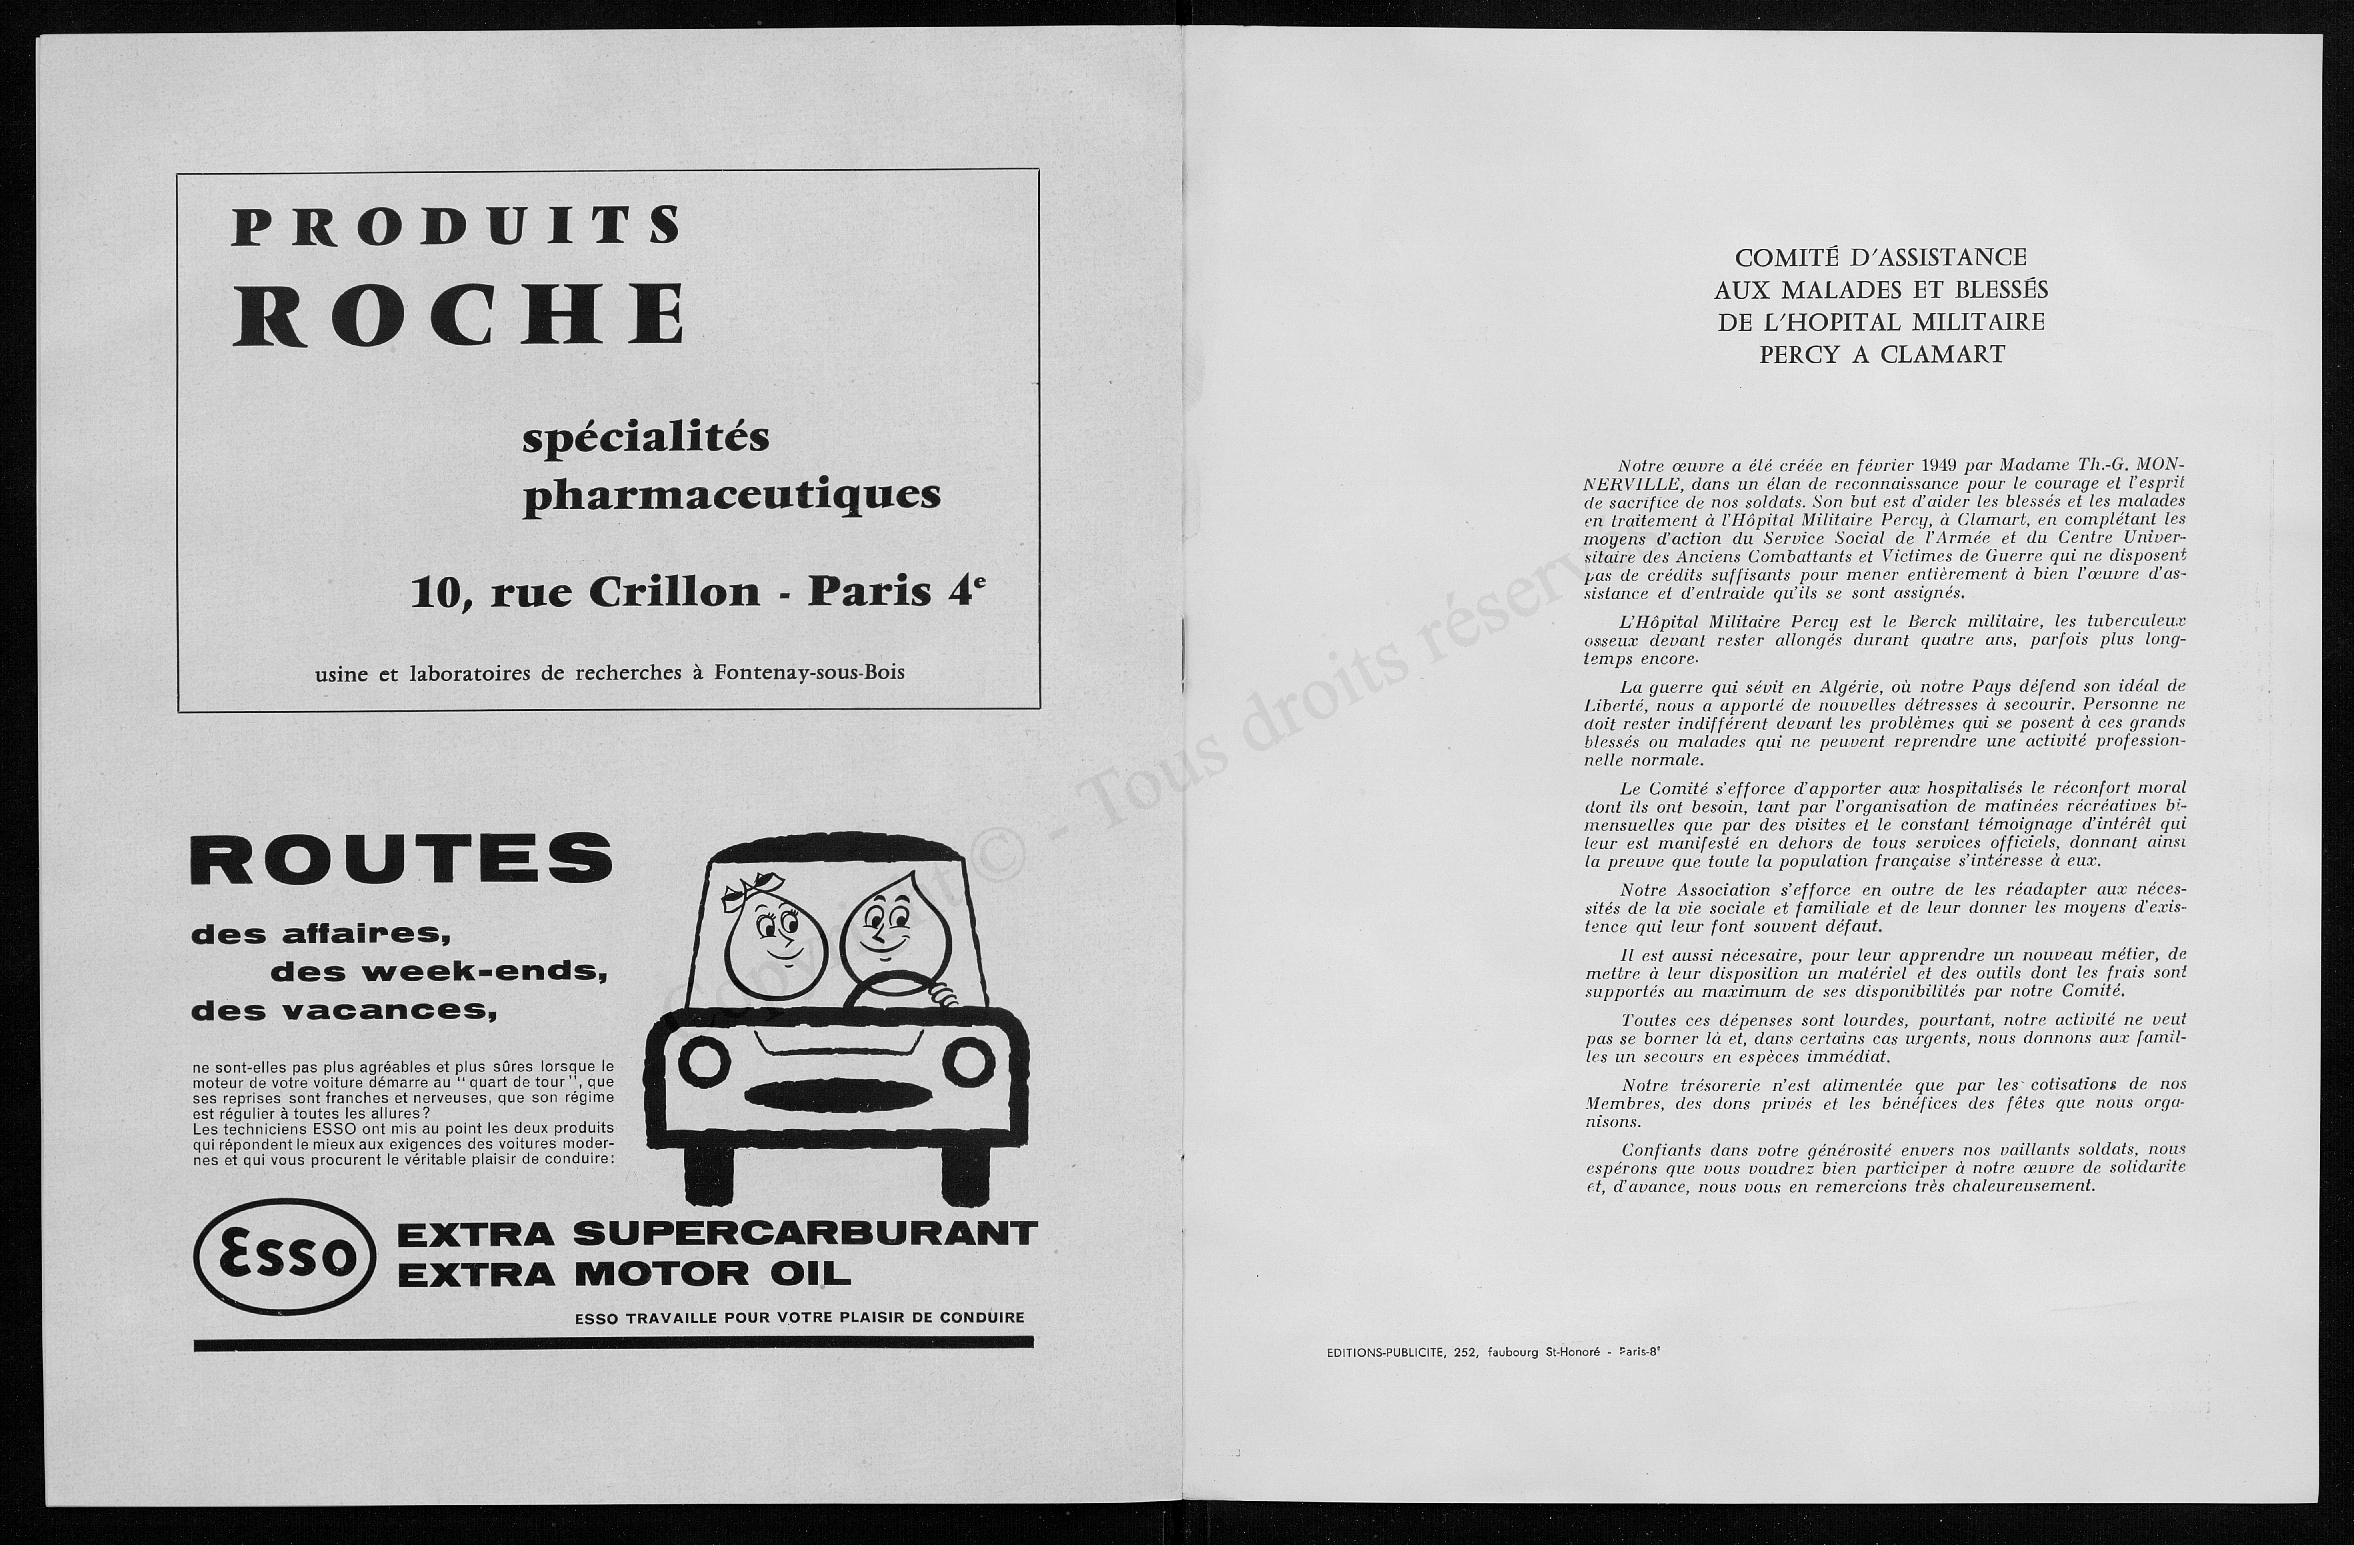 PRODUITS
ROCHE
spécialités
pharmaceutiques
10, rue Crillon - Paris 4e
usine et laboratoires de recherches à Fontenay-sous-Bois
ROUTES
des affaires,
des week-ends,
des vacances,
ne sont-elles pas plus agréables et plus sûres lorsque le
moteur de votre voiture démarre au "quart de tour", que
ses reprises sont franches et nerveuses, que son régime
est régulier à toutes les allures?
Les techniciens ESSO ont mis au point les deux produits
qui répondent le mieux aux exigences des voitures moder-
nes et qui vous procurent le véritable plaisir de conduire:
Esso
EXTRA SUPERCARBURANT
EXTRA MOTOR OIL
ESSO TRAVAILLE POUR VOTRE PLAISIR DE CONDUIRE
COMITÉ D'ASSISTANCE
AUX MALADES ET BLESSÉS
DE L'HOPITAL MILITAIRE
PERCY A CLAMART
Notre œuvre a été créée en février 1949 par Madame Th.-G. MON-
NERVILLE, dans un élan de reconnaissance pour le courage et l'esprit
de sacrifice de nos soldats. Son but est d'aider les blessés et les malades
en traitement à l'Hôpital Militaire Percy, à Clamart, en complétant les
moyens d'action du Service Social de l'Armée et du Centre Univer-
sitaire des Anciens Combattants et Victimes de Guerre qui ne disposent
pas de crédits suffisants pour mener entièrement à bien l'œuvre d'as-
sistance et d'entraide qu'ils se sont assignés.
L'Hôpital Militaire Percy est le Berck militaire, les tuberculeux
osseux devant rester allongés durant quatre ans, parfois plus long-
temps encore.
La guerre qui sévit en Algérie, où notre Pays défend son idéal de
Liberté, nous a apporté de nouvelles détresses à secourir. Personne ne
doit rester indifférent devant les problèmes qui se posent à ces grands
blessés ou malades qui ne peuvent reprendre une activité profession-
nelle normale.
Le Comité s'efforce d'apporter aux hospitalisés le réconfort moral
dont ils ont besoin, tant par l'organisation de matinées récréatives bi-
mensuelles que par des visites et le constant témoignage d'intérêt qui
leur est manifesté en dehors de tous services officiels, donnant ainsi
la preuve que toute la population française s'intéresse à eux.
Notre Association s'efforce en outre de les réadapter aux néces-
sités de la vie sociale et familiale et de leur donner les moyens d'exis-
tence qui leur font souvent défaut.
Il est aussi nécesaire, pour leur apprendre un nouveau métier, de
mettre à leur disposition un matériel et des outils dont les frais sont
supportés au maximum de ses disponibilités par notre Comité.
Toutes ces dépenses sont lourdes, pourtant, notre activité ne veut
pas se borner là et, dans certains cas urgents, nous donnons aux famil-
les un secours en espèces immédiat.
Notre trésorerie n'est alimentée que par les cotisations de nos
Membres, des dons privés et les bénéfices des fêtes que nous orga-
nisons.
Confiants dans votre générosité envers nos vaillants soldats, nous
espérons que vous voudrez bien participer à notre œuvre de solidarite
et, d'avance, nous vous en remercions très chaleureusement.
EDITIONS-PUBLICITE, 252, faubourg St-Honoré - Paris-8e
Copyright © - Tous droits réservés